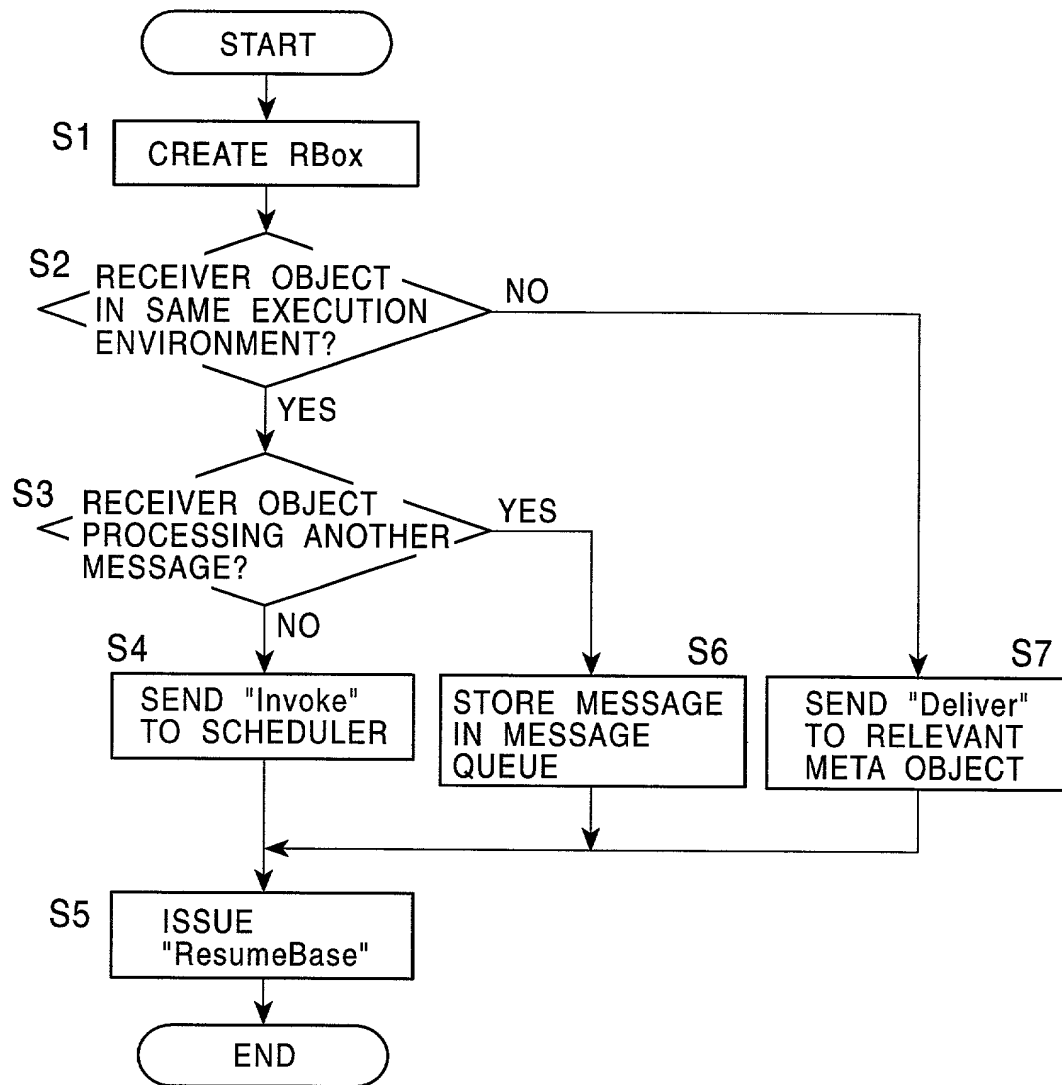 START
S1
CREATE RBox
S2
RECEIVER OBJECT
IN SAME EXECUTION
ENVIRONMENT?
NO
YES
S3
RECEIVER OBJECT
PROCESSING ANOTHER
MESSAGE?
YES
NO
S4
SEND "Invoke"
TO SCHEDULER
S6
STORE MESSAGE
IN MESSAGE
QUEUE
S7
SEND "Deliver"
TO RELEVANT
META OBJECT
S5
ISSUE
"ResumeBase"
END